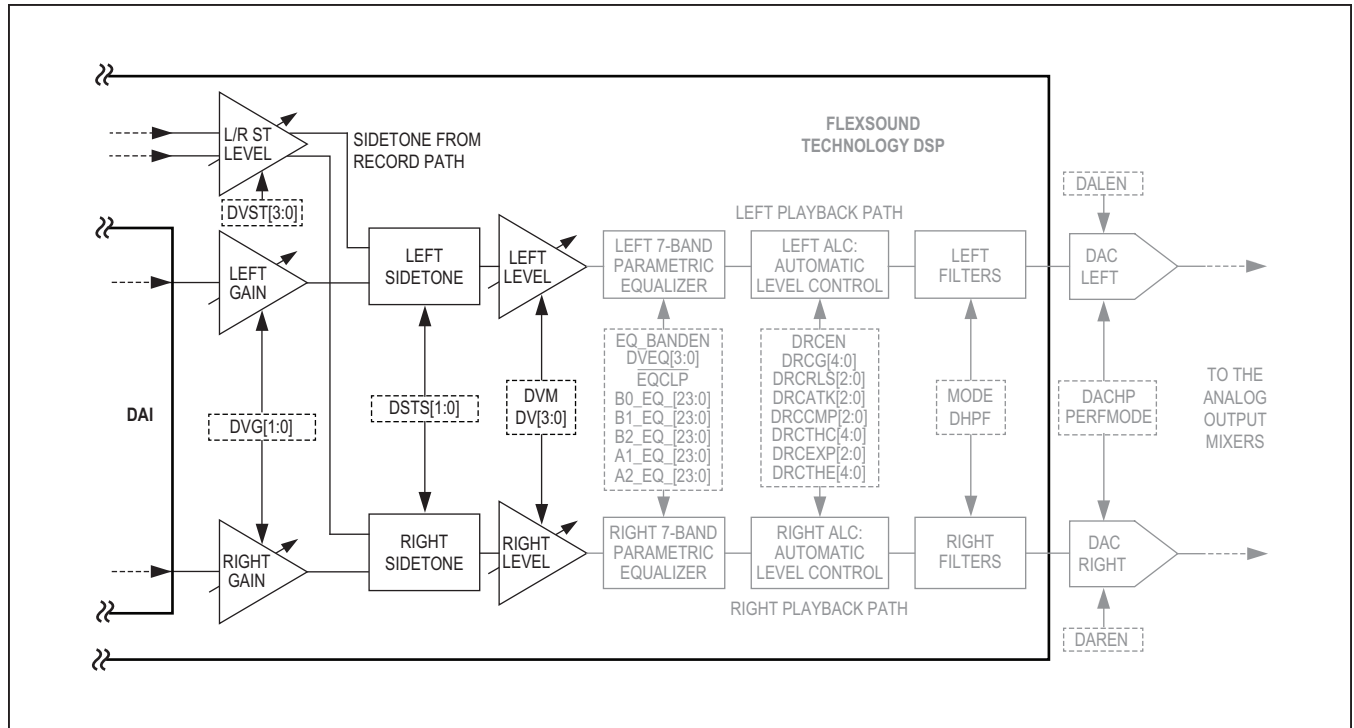 L/R ST
LEVEL
SIDETONE FROM
RECORD PATH
FLEXSOUND
TECHNOLOGY DSP
DVST[3:0]
DALEN
LEFT PLAYBACK PATH
LEFT
GAIN
LEFT
SIDETONE
LEFT
LEVEL
LEFT 7-BAND
PARAMETRIC
EQUALIZER
LEFT ALC:
AUTOMATIC
LEVEL CONTROL
LEFT
FILTERS
DAC
LEFT
DAI
DVG[1:0]
DSTS[1:0]
DVM
DV[3:0]
EQ_BANDEN
DVEQ[3:0]
EQCLP
B0_EQ_[23:0]
B1_EQ_[23:0]
B2_EQ_[23:0]
A1_EQ_[23:0]
A2_EQ_[23:0]
DRCEN
DRCG[4:0]
DRCRLS[2:0]
DRCATK[2:0]
DRCCMP[2:0]
DRCTHC[4:0]
DRCEXP[2:0]
DRCTHE[4:0]
MODE
DHPF
DACHP
PERFMODE
TO THE
ANALOG
OUTPUT
MIXERS
RIGHT
GAIN
RIGHT
SIDETONE
RIGHT
LEVEL
RIGHT 7-BAND
PARAMETRIC
EQUALIZER
RIGHT ALC:
AUTOMATIC
LEVEL CONTROL
RIGHT
FILTERS
DAC
RIGHT
RIGHT PLAYBACK PATH
DAREN